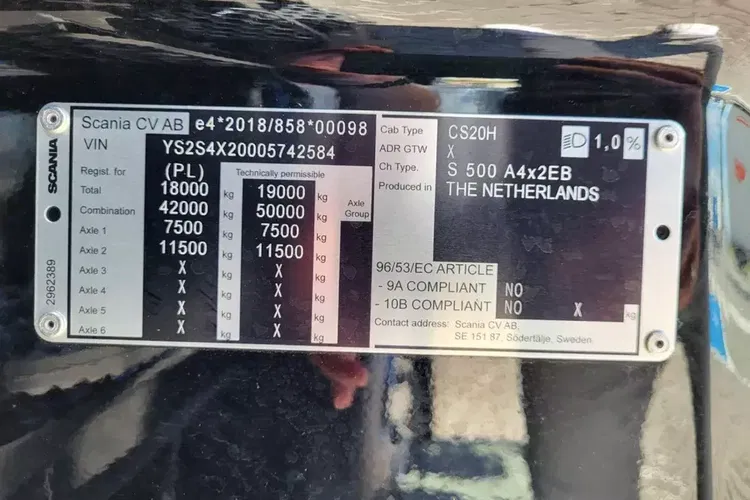 SCANIA
2962389
Scania CV AB e4*2018/858*00098
VIN YS2S4X20005742584
Regist. for (PL) Technically permissible
Total 18000 kg 19000 kg
Combination 42000 kg 50000 kg Axle Group
Axle 1 7500 kg 7500 kg
Axle 2 11500 kg 11500 kg
Axle 3 X kg X kg
Axle 4 X kg X kg
Axle 5 X kg X kg
Axle 6 X kg X kg
Cab Type CS20H 1,0 %
ADR GTW X
Ch Type. S 500 A4x2EB
Produced in THE NETHERLANDS
96/53/EC ARTICLE
- 9A COMPLIANT NO
- 10B COMPLIANT NO X kg
Contact address: Scania CV AB,
SE 151 87, Södertälje, Sweden.